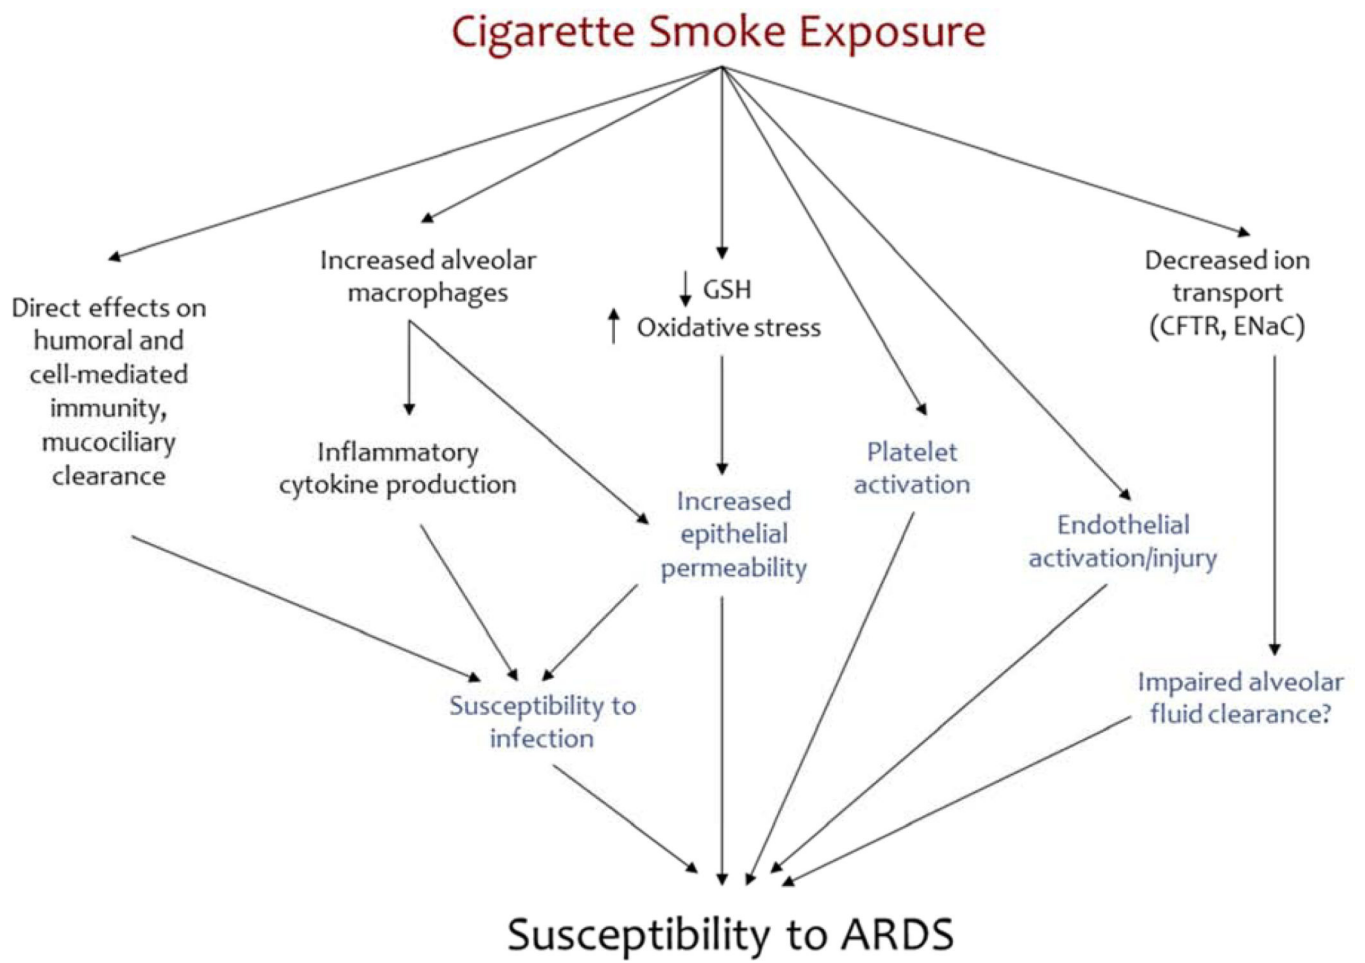 Cigarette Smoke Exposure
Direct effects on
humoral and
cell-mediated
immunity,
mucociliary
clearance
Increased alveolar
macrophages
↓ GSH
↑ Oxidative stress
Decreased ion
transport
(CFTR, ENaC)
Inflammatory
cytokine production
Increased
epithelial
permeability
Platelet
activation
Endothelial
activation/injury
Susceptibility to
infection
Impaired alveolar
fluid clearance?
Susceptibility to ARDS